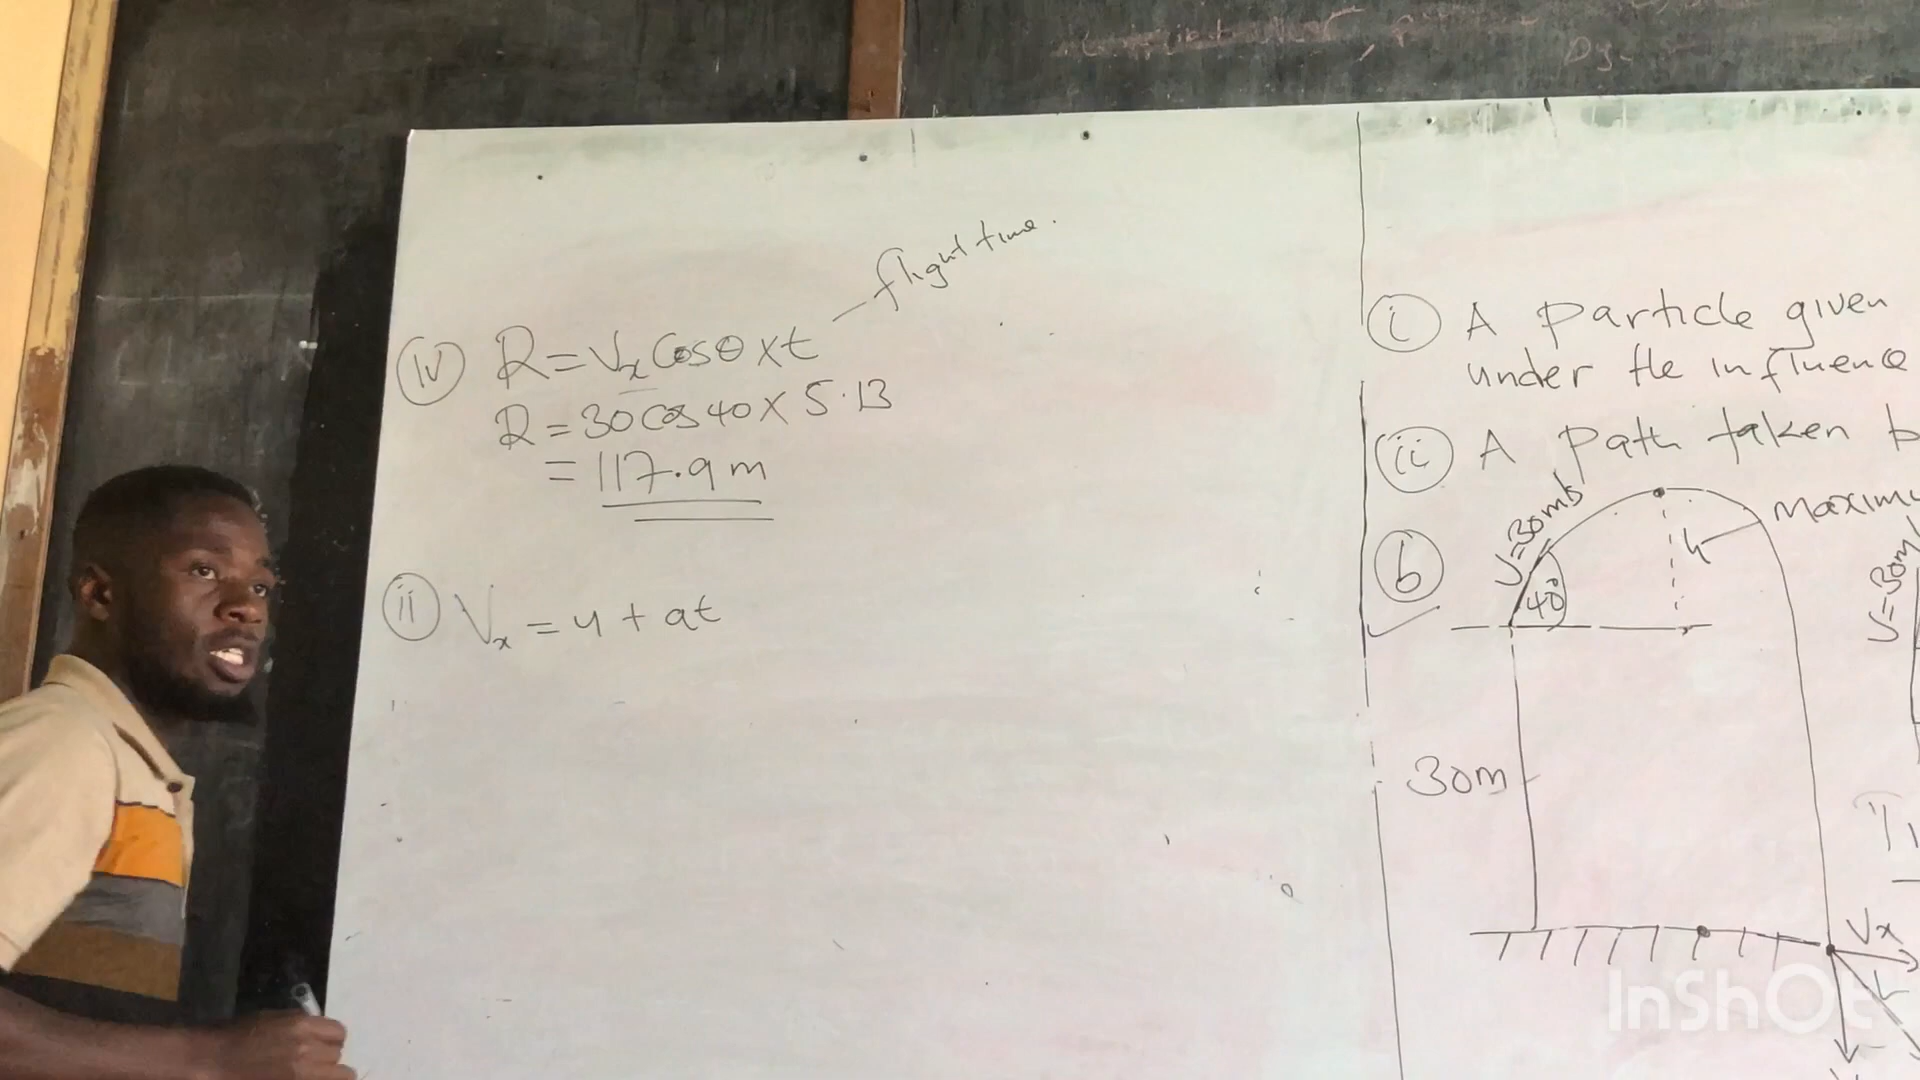 flight time.
iv R = Vx Cosθ x t
R = 30 Cos 40 x 5.13
= 117.9 m
ii Vx = u + at
i A Particle given
under the influence
ii A Path taken b
b V=30m/s
40°
h
maximu
V=30m/
30m
Vx
InShOt